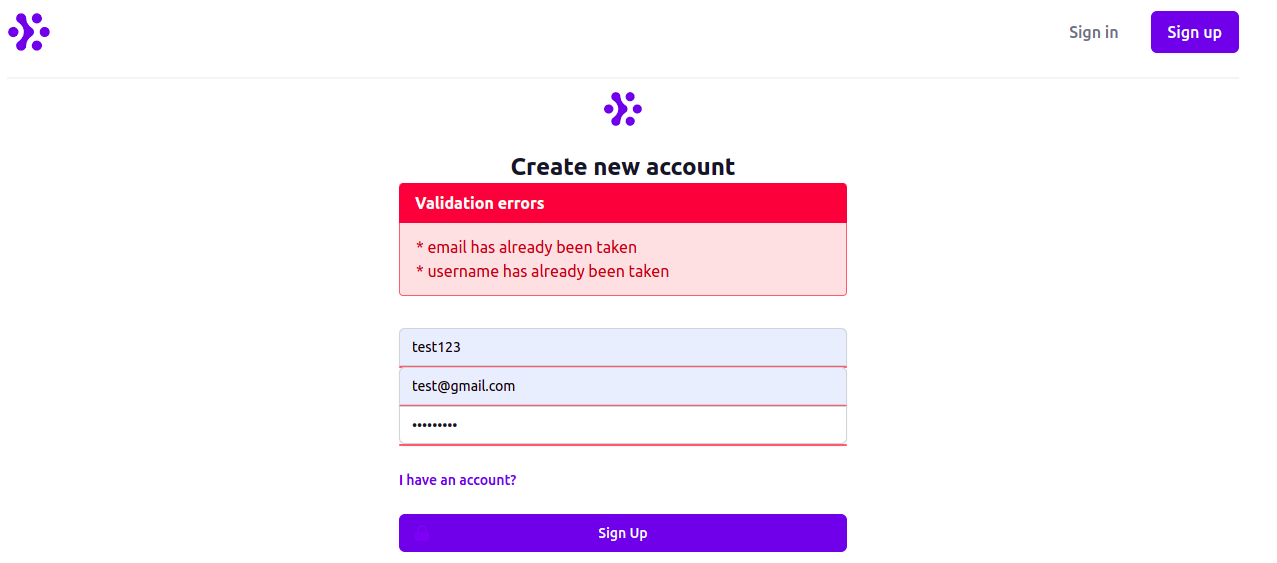 Sign in
Sign up
Create new account
Validation errors
* email has already been taken
* username has already been taken
test123
test@gmail.com
•••••••••
I have an account?
Sign Up